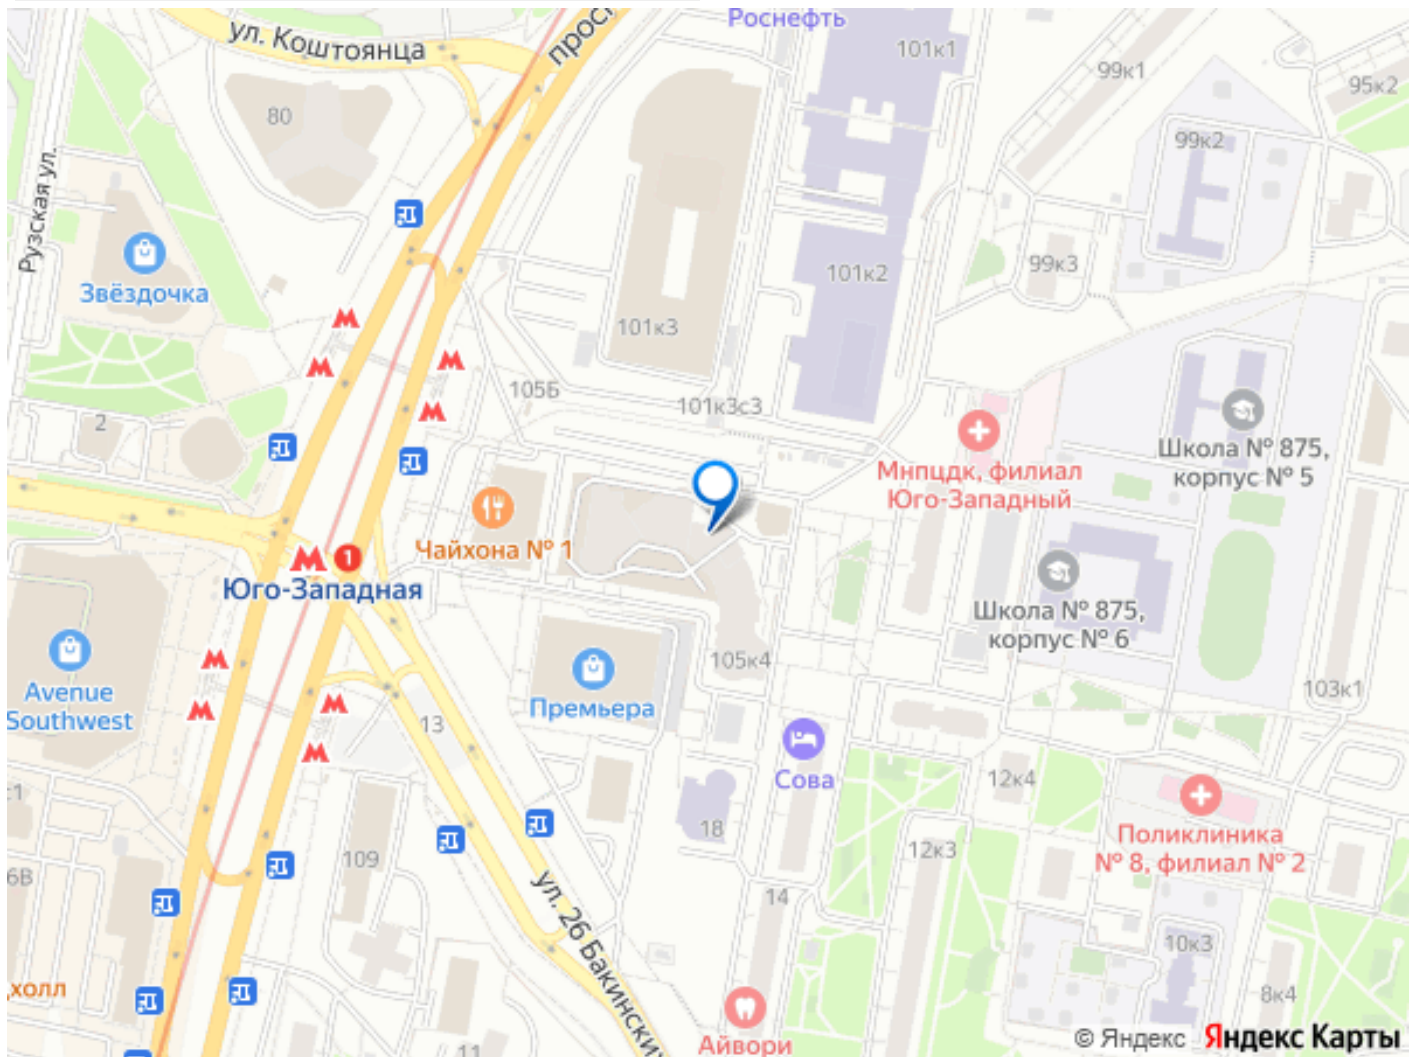 Роснефть
ул. Коштоянца
просп
101к1
99к1
95к2
80
99к2
Рузская ул.
99к3
101к2
Звёздочка
101к3
105Б
101к3с3
2
Школа № 875,
корпус № 5
Мнпцдк, филиал
Юго-Западный
Чайхона № 1
1
Юго-Западная
Школа № 875,
корпус № 6
105к4
103к1
Avenue
Southwest
Премьера
13
Сова
12к4
с1
18
Поликлиника
№ 8, филиал № 2
109
12к3
6В
ул. 26 Бакинских
14
10к3
холл
8к4
Айвори
11
© Яндекс Яндекс Карты